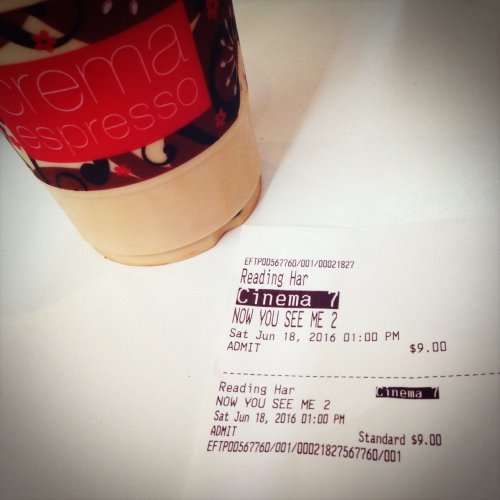 crema
espresso
EFTP00567760/001/00021827
Reading Har
Cinema 7
NOW YOU SEE ME 2
Sat Jun 18, 2016 01:00 PM
ADMIT $9.00
Reading Har Cinema 7
NOW YOU SEE ME 2
Sat Jun 18, 2016 01:00 PM
ADMIT
Standard $9.00
EFTP00567760/001/00021827567760/001